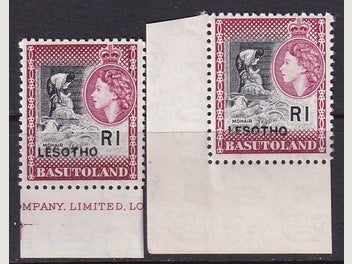 R1
MOHAIR
LESOTHO
BASUTOLAND
OMPANY, LIMITED, LO
R1
MOHAIR
LESOTHO
BASUTOLAND